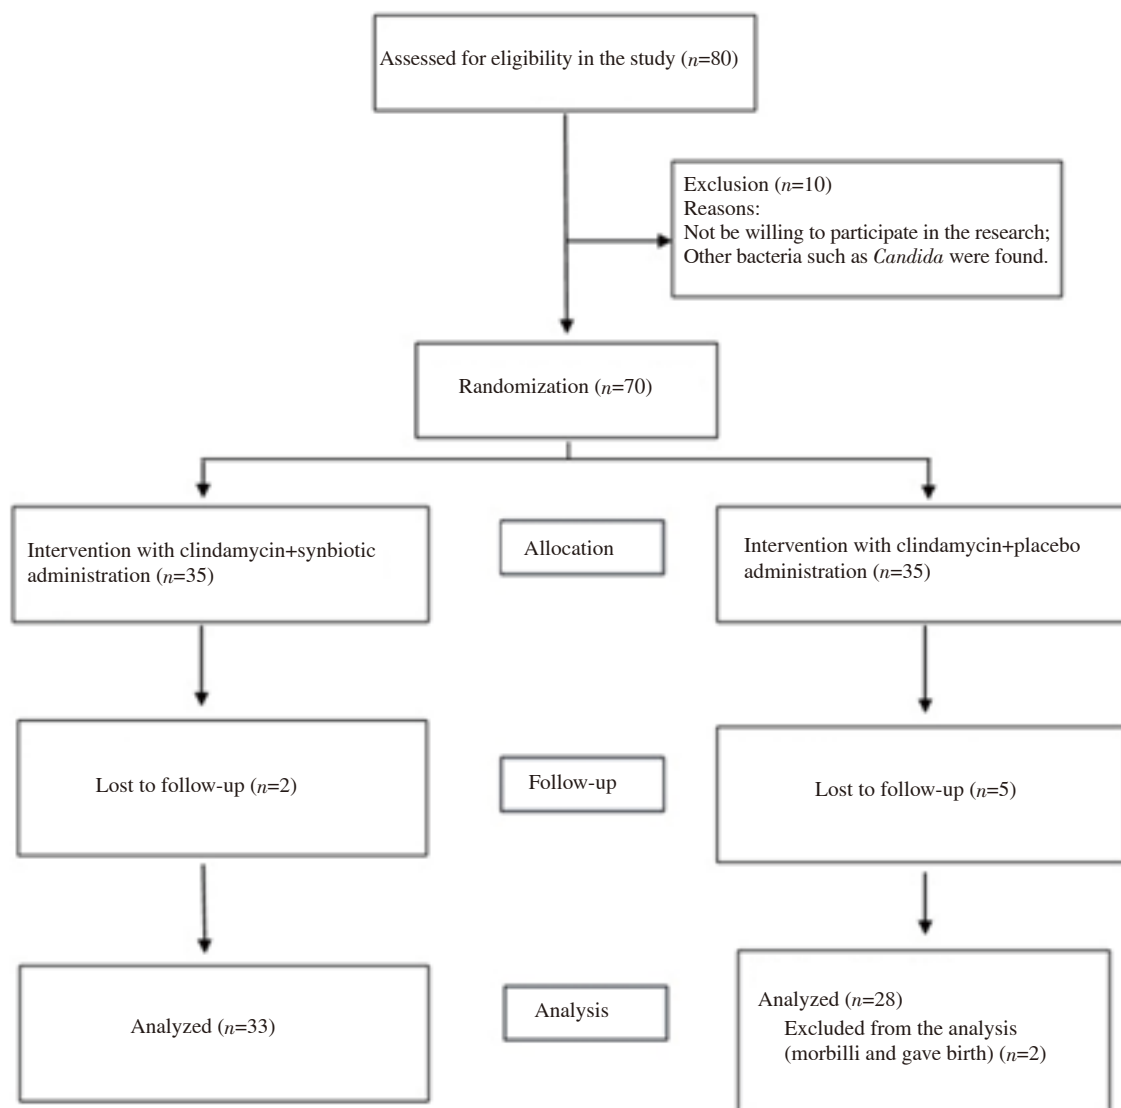 Assessed for eligibility in the study (n=80)
Exclusion (n=10)
Reasons:
Not be willing to participate in the research;
Other bacteria such as Candida were found.
Randomization (n=70)
Intervention with clindamycin+synbiotic
administration (n=35)
Allocation
Intervention with clindamycin+placebo
administration (n=35)
Lost to follow-up (n=2)
Follow-up
Lost to follow-up (n=5)
Analyzed (n=33)
Analysis
Analyzed (n=28)
Excluded from the analysis
(morbilli and gave birth) (n=2)